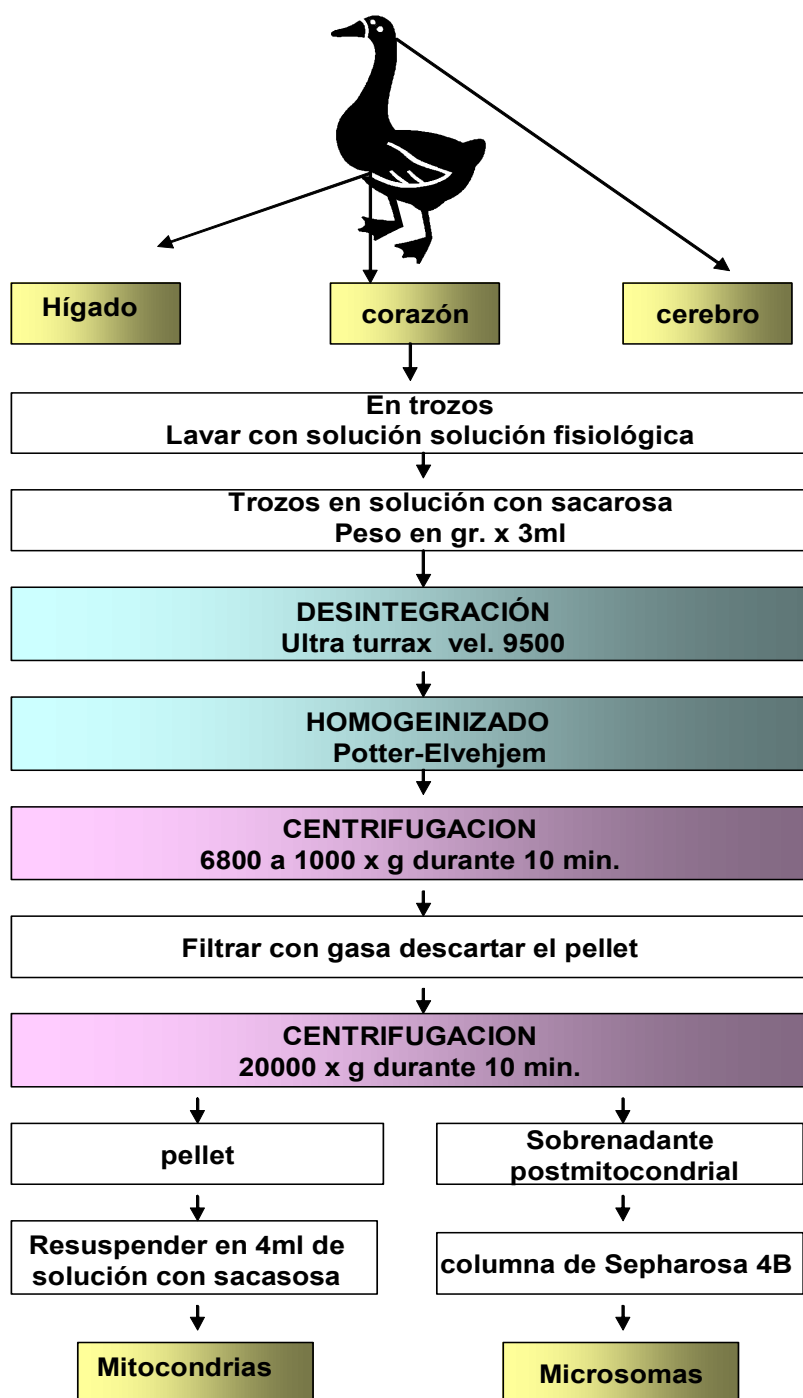 Hígado
corazón
cerebro
En trozos
Lavar con solución solución fisiológica
Trozos en solución con sacarosa
Peso en gr. x 3ml
DESINTEGRACIÓN
Ultra turrax vel. 9500
HOMOGEINIZADO
Potter-Elvehjem
CENTRIFUGACION
6800 a 1000 x g durante 10 min.
Filtrar con gasa descartar el pellet
CENTRIFUGACION
20000 x g durante 10 min.
pellet
Sobrenadante
postmitocondrial
Resuspender en 4ml de
solución con sacasosa
columna de Sepharosa 4B
Mitocondrias
Microsomas